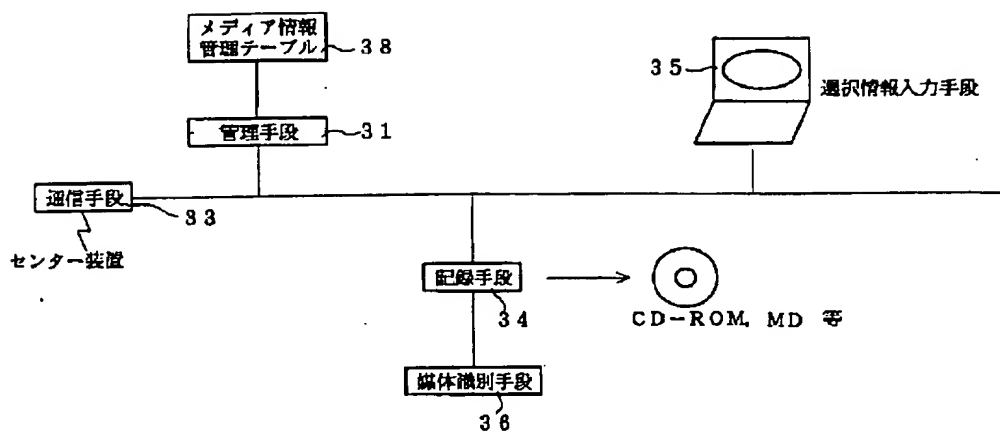 メディア情報
管理テーブル
38
35
選択情報入力手段
管理手段
31
通信手段
33
センター装置
記録手段
34
CD-ROM, MD 等
媒体識別手段
36